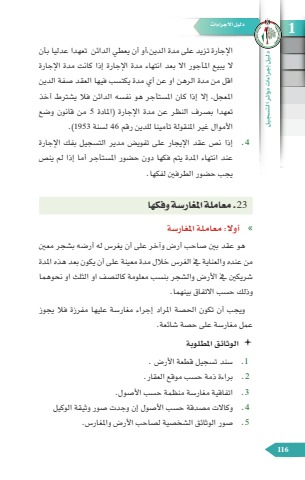 دليل الاجراءات
1
دليل إجراءات دوائر التسجيل
الإجارة تزيد على مدة الدين،أو أن يعطي الدائن تعهدا عدليا بأن
لا يبيع المأجور الا بعد انتهاء مدة الإجارة إذا كانت مدة الإجارة
اقل من مدة الرهن او عن أي مدة يكتسب فيها العقد صفة الدين
المعجل، إلا إذا كان المستأجر هو نفسه الدائن فلا يشترط أخذ
تعهدا بصرف النظر عن مدة الإجارة (المادة 5 من قانون وضع
الأموال غير المنقولة تأمينا للدين رقم 46 لسنة 1953).
4. إذا نص عقد الإيجار على تفويض مدير التسجيل بفك الإجارة
عند انتهاء المدة يتم فكها دون حضور المستأجر أما إذا لم ينص
يجب حضور الطرفين لفكها.
23. معاملة المغارسة وفكها
« أولا: معاملة المغارسة
هو عقد بين صاحب أرض وآخر على أن يغرس له أرضه بشجر معين
من عنده والعناية في الغرس خلال مدة معينة على أن يكون بعد هذه المدة
شريكين في الأرض والشجر بنسب معلومة كالنصف او الثلث او نحوهما
وذلك حسب الاتفاق بينهما.
ويجب أن تكون الحصة المراد إجراء مغارسة عليها مفرزة فلا يجوز
عمل مغارسة على حصة شائعة.
+ الوثائق المطلوبة
1. سند تسجيل قطعة الأرض .
2. براءة ذمة حسب موقع العقار.
3. اتفاقية مغارسة منظمة حسب الأصول.
4. وكالات مصدقة حسب الأصول إن وجدت صور وثيقة الوكيل
5. صور الوثائق الشخصية لصاحب الأرض والمغارس.
116